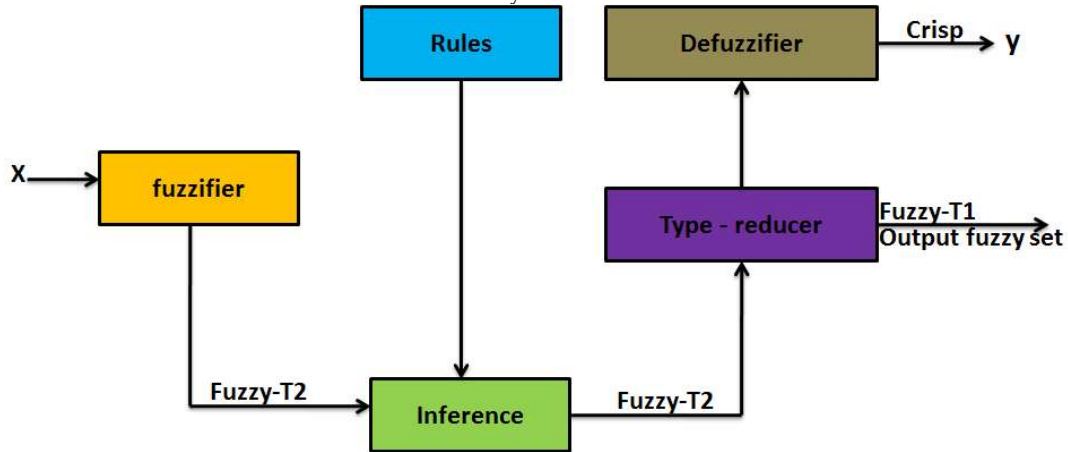 y
Rules
Defuzzifier
Crisp
y
X
fuzzifier
Type - reducer
Fuzzy-T1
Output fuzzy set
Fuzzy-T2
Inference
Fuzzy-T2